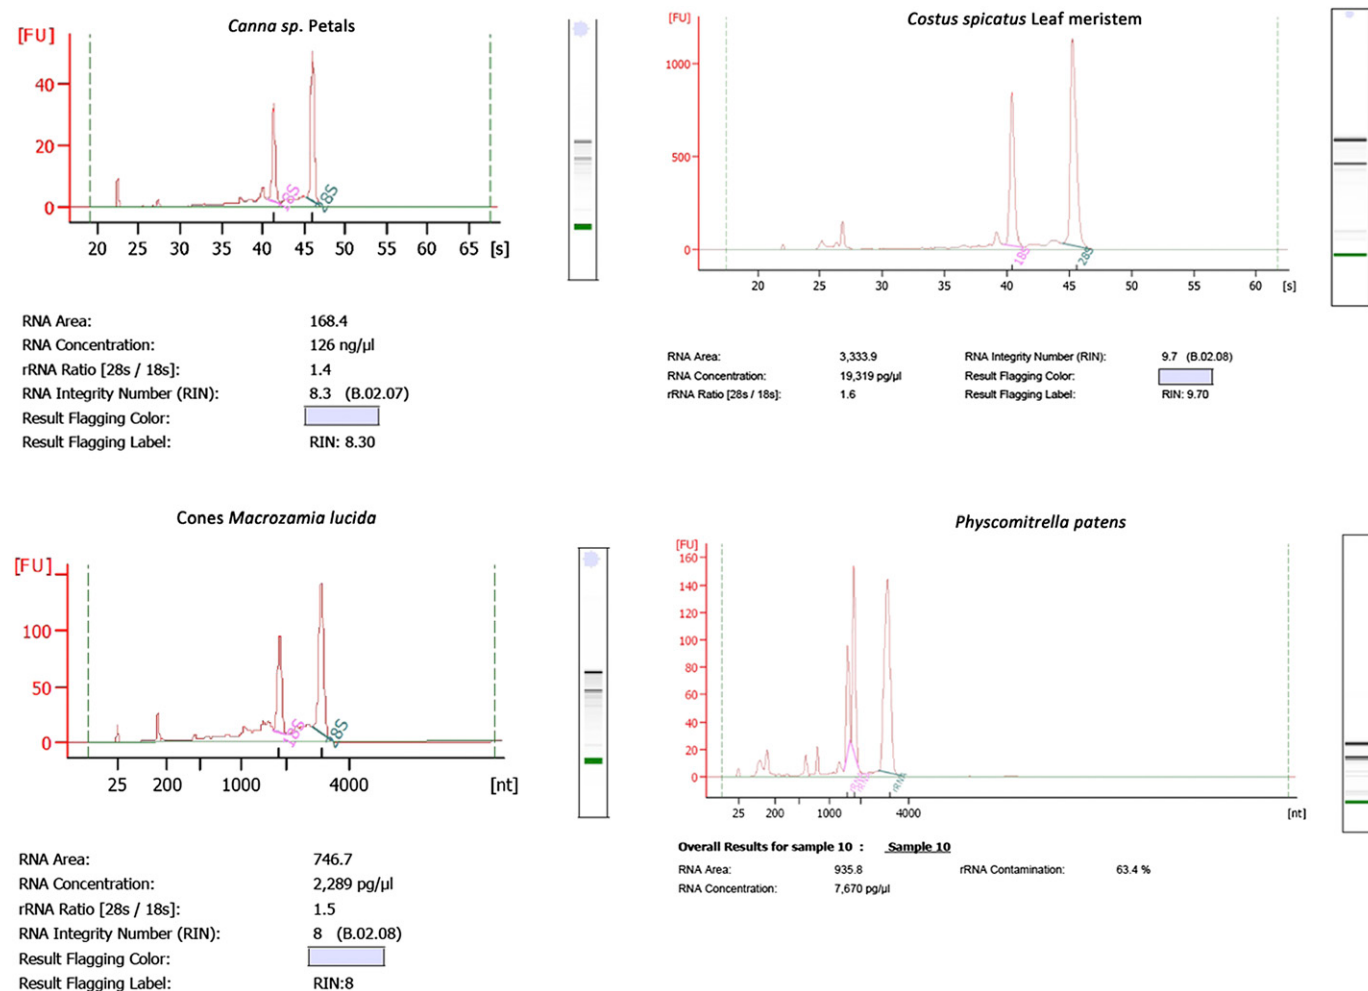 Canna sp. Petals
[FU]
40
20
0
18S
28S
20 25 30 35 40 45 50 55 60 65 [s]
RNA Area: 168.4
RNA Concentration: 126 ng/µl
rRNA Ratio [28s / 18s]: 1.4
RNA Integrity Number (RIN): 8.3 (B.02.07)
Result Flagging Color:
Result Flagging Label: RIN: 8.30
Costus spicatus Leaf meristem
[FU]
1000
500
0
18S
28S
20 25 30 35 40 45 50 55 60 [s]
RNA Area: 3,333.9 RNA Integrity Number (RIN): 9.7 (B.02.08)
RNA Concentration: 19,319 pg/µl Result Flagging Color:
rRNA Ratio [28s / 18s]: 1.6 Result Flagging Label: RIN: 9.70
Cones Macrozamia lucida
[FU]
100
50
0
18S
28S
25 200 1000 4000 [nt]
RNA Area: 746.7
RNA Concentration: 2,289 pg/µl
rRNA Ratio [28s / 18s]: 1.5
RNA Integrity Number (RIN): 8 (B.02.08)
Result Flagging Color:
Result Flagging Label: RIN:8
Physcomitrella patens
[FU]
160
140
120
100
80
60
40
20
0
rRNA
rRNA
rRNA
25 200 1000 4000 [nt]
Overall Results for sample 10 : Sample 10
RNA Area: 935.8 rRNA Contamination: 63.4 %
RNA Concentration: 7,670 pg/µl